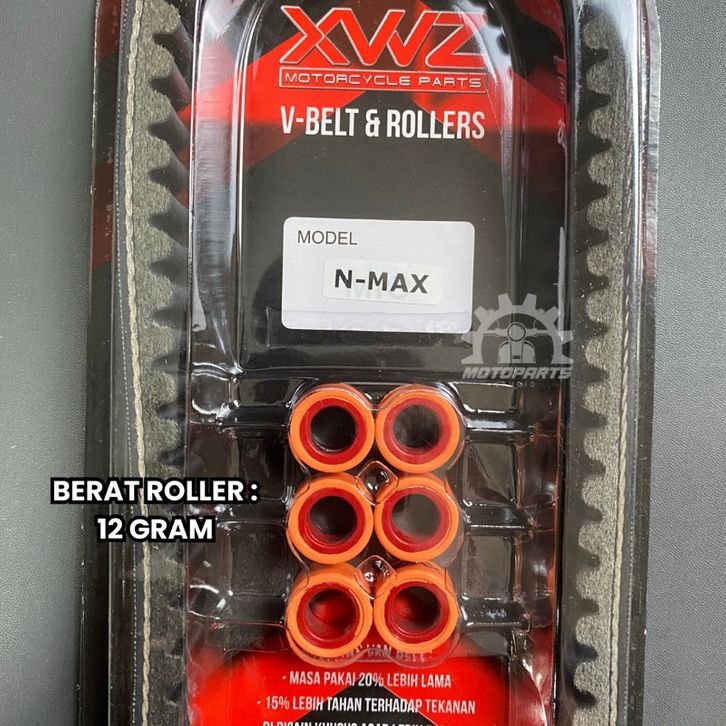 XWZ
MOTORCYCLE PARTS
V-BELT & ROLLERS
MODEL
N-MAX
MOTOPARTS
STUDIO
BERAT ROLLER :
12 GRAM
- MASA PAKAI 20% LEBIH LAMA
- 15% LEBIH TAHAN TERHADAP TEKANAN